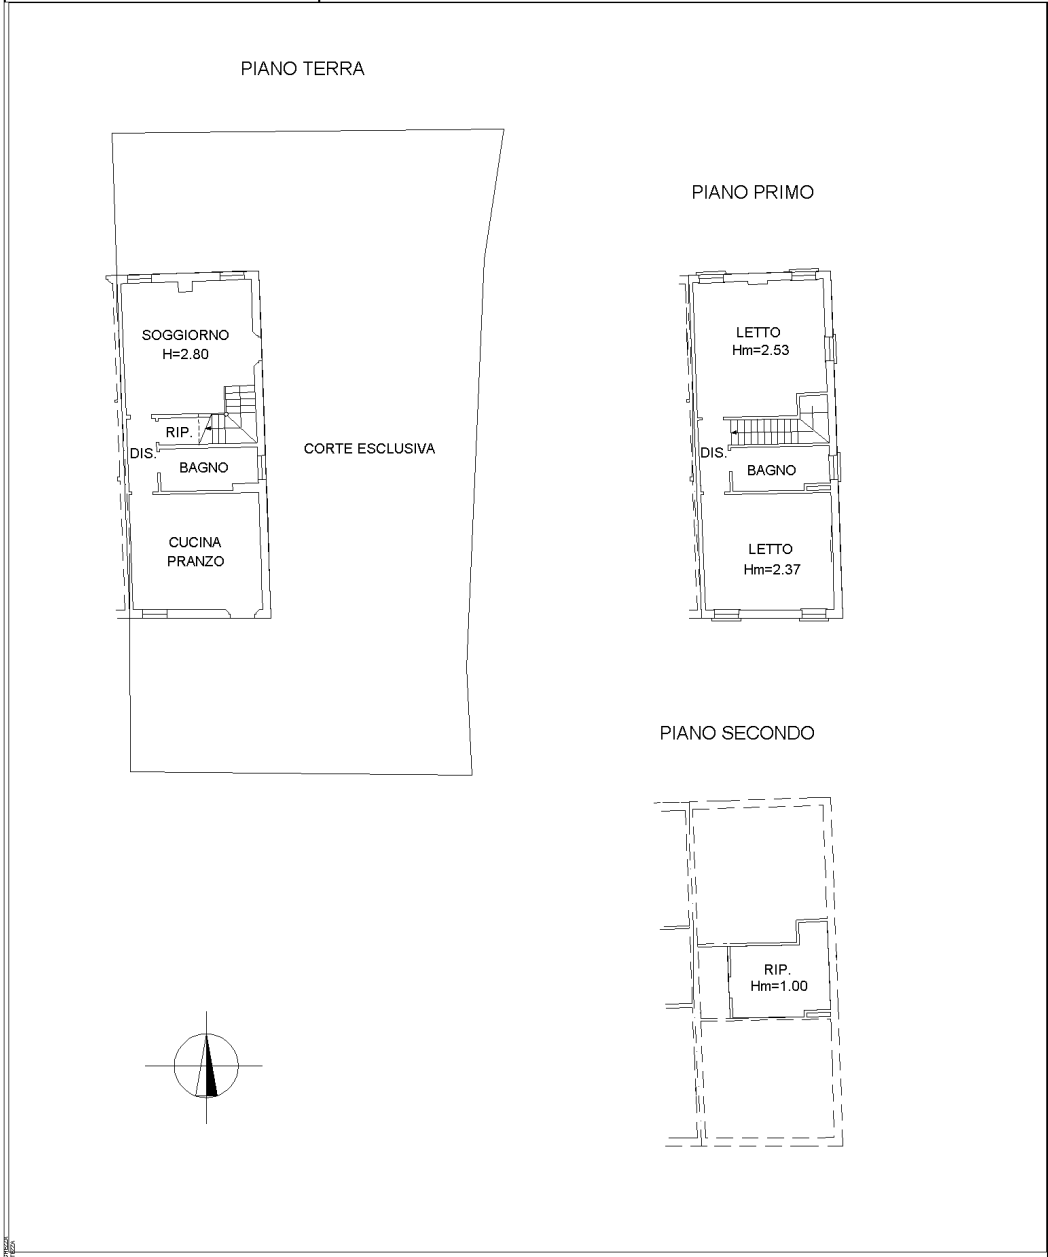 PIANO TERRA
PIANO PRIMO
SOGGIORNO
H=2.80
RIP.
DIS.
BAGNO
CORTE ESCLUSIVA
CUCINA
PRANZO
LETTO
Hm=2.53
DIS.
BAGNO
LETTO
Hm=2.37
PIANO SECONDO
RIP.
Hm=1.00